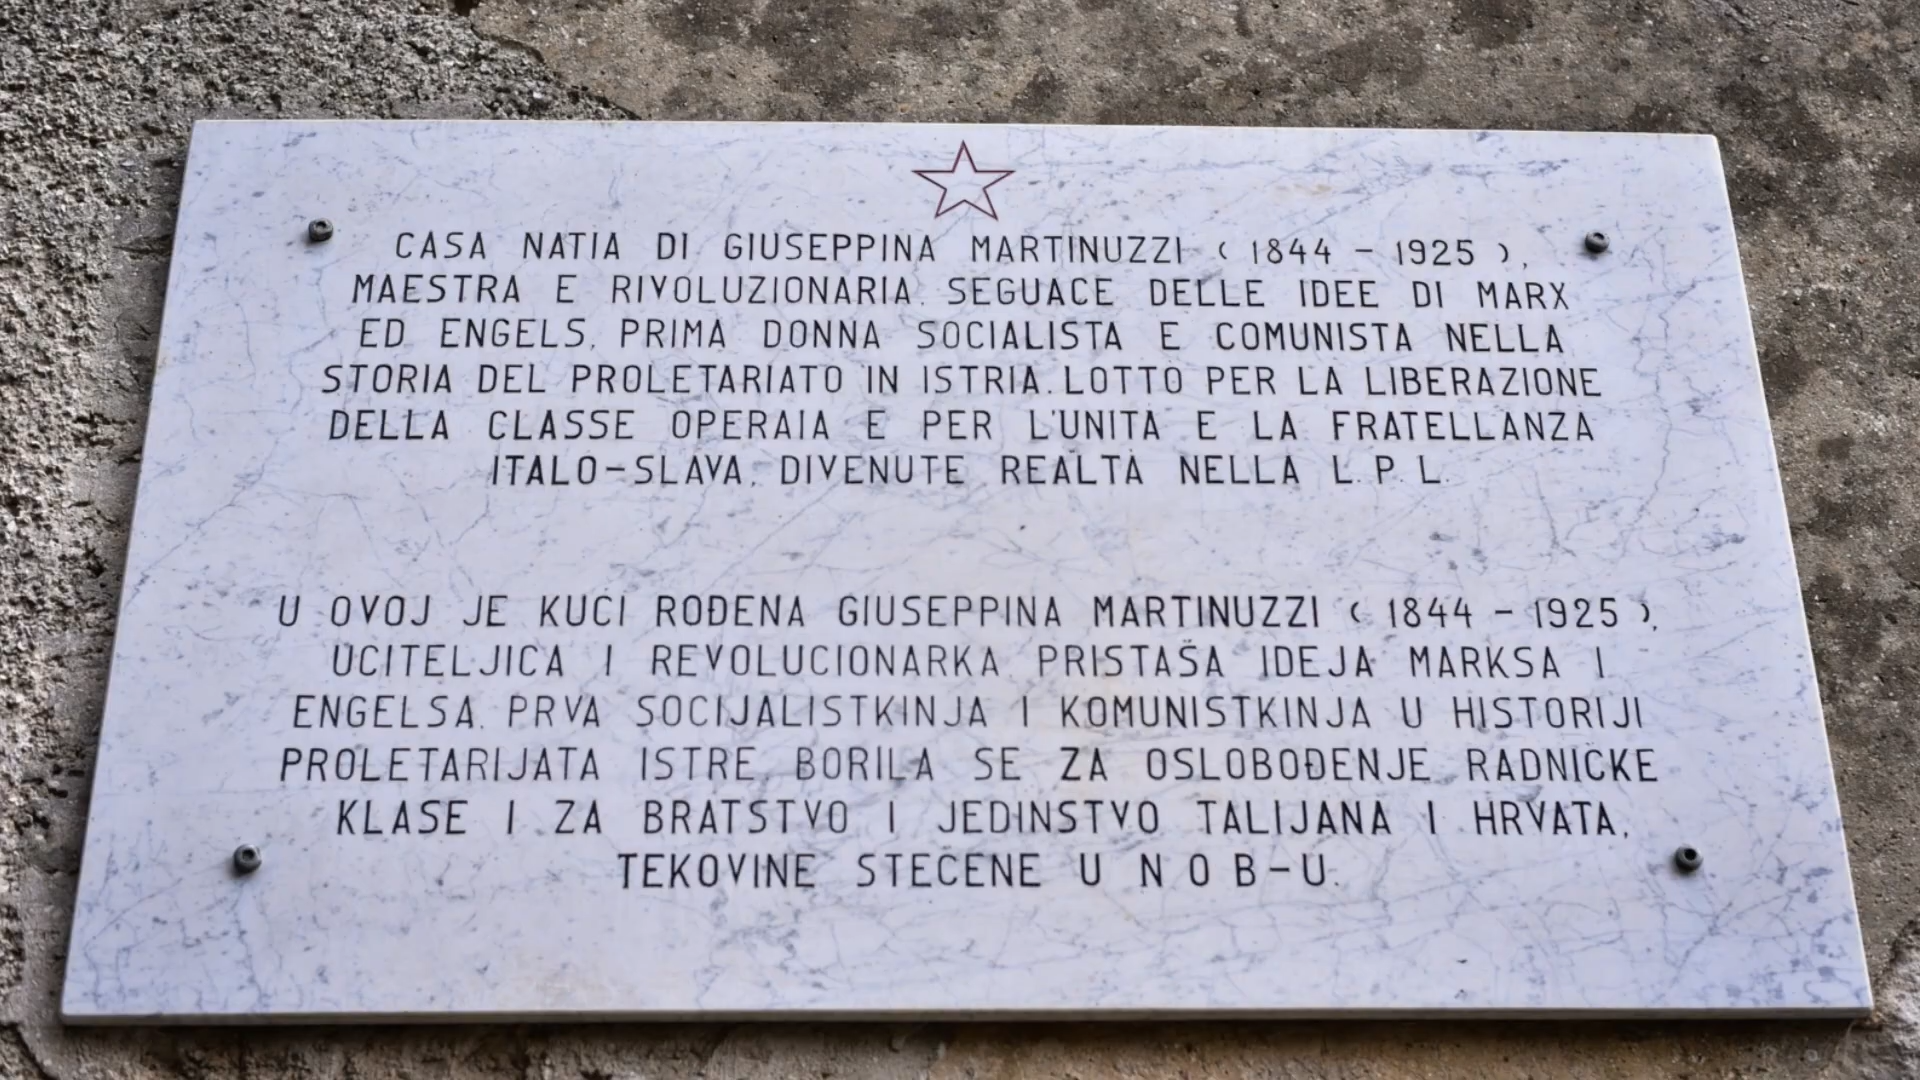 CASA NATIA DI GIUSEPPINA MARTINUZZI ( 1844 - 1925 ),
MAESTRA E RIVOLUZIONARIA. SEGUACE DELLE IDEE DI MARX
ED ENGELS, PRIMA DONNA SOCIALISTA E COMUNISTA NELLA
STORIA DEL PROLETARIATO IN ISTRIA. LOTTO PER LA LIBERAZIONE
DELLA CLASSE OPERAIA E PER L'UNITA E LA FRATELLANZA
ITALO-SLAVA, DIVENUTE REALTA NELLA L. P. L.
U OVOJ JE KUCI ROĐENA GIUSEPPINA MARTINUZZI ( 1844 - 1925 ),
UCITELJICA I REVOLUCIONARKA. PRISTAŠA IDEJA MARKSA I
ENGELSA. PRVA SOCIJALISTKINJA I KOMUNISTKINJA U HISTORIJI
PROLETARIJATA ISTRE. BORILA SE ZA OSLOBOĐENJE RADNIČKE
KLASE I ZA BRATSTVO I JEDINSTVO TALIJANA I HRVATA,
TEKOVINE STECENE U N O B-U.